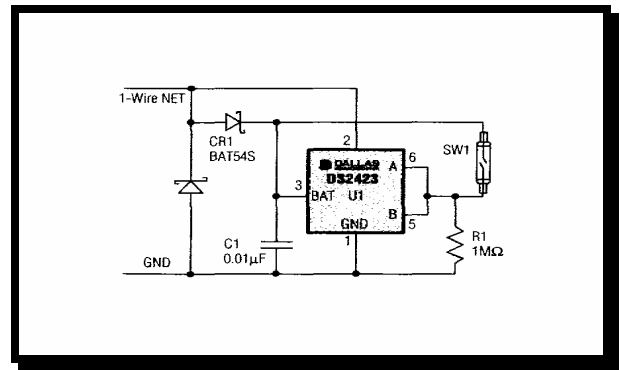 1-Wire NET
CR1
BAT54S
2
DALLAS
DS2423
A
6
SW1
3
BAT
U1
B
5
GND
1
C1
0.01µF
R1
1MΩ
GND